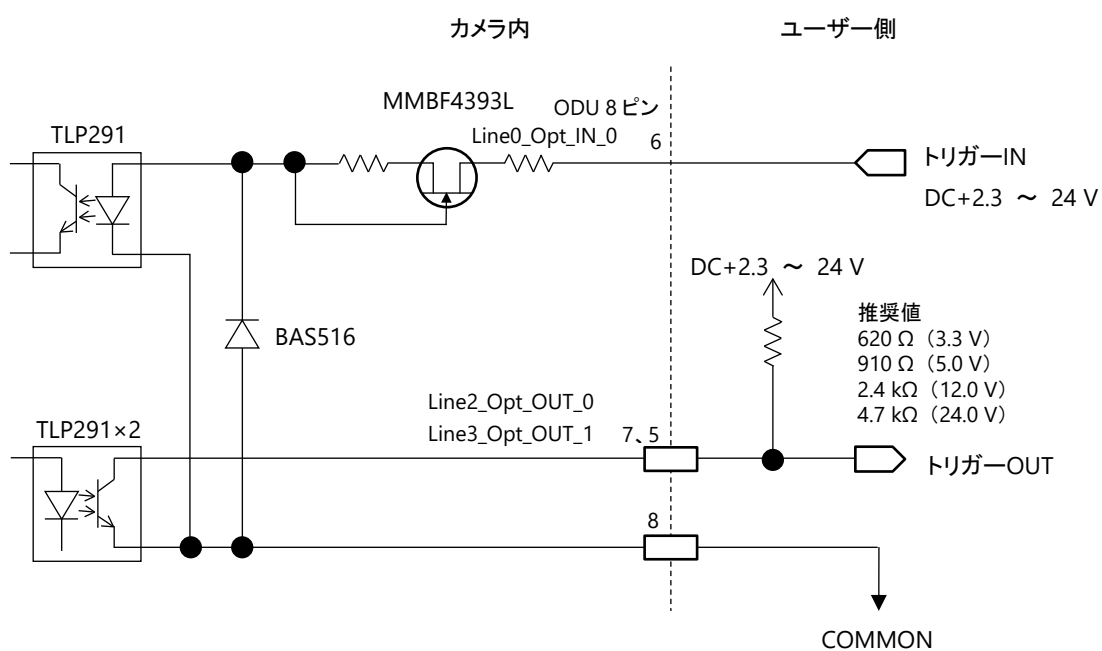 カメラ内
ユーザー側
MMBF4393L
ODU 8 ピン
TLP291
Line0_Opt_IN_0
6
トリガーIN
DC+2.3 ～ 24 V
DC+2.3 ～ 24 V
推奨値
620 Ω（3.3 V）
910 Ω（5.0 V）
2.4 kΩ（12.0 V）
4.7 kΩ（24.0 V）
BAS516
Line2_Opt_OUT_0
TLP291×2
Line3_Opt_OUT_1
7、5
トリガーOUT
8
COMMON